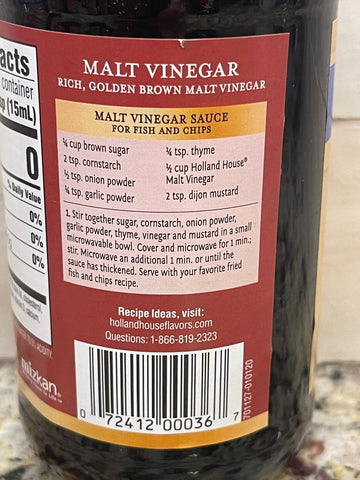 acts
container
p (15mL)
0
% Daily Value
0%
0%
0%
0%
MALT VINEGAR
RICH, GOLDEN BROWN MALT VINEGAR
MALT VINEGAR SAUCE
FOR FISH AND CHIPS
¼ cup brown sugar
2 tsp. cornstarch
½ tsp. onion powder
¼ tsp. garlic powder
¼ tsp. thyme
½ cup Holland House®
Malt Vinegar
2 tsp. dijon mustard
1. Stir together sugar, cornstarch, onion powder,
garlic powder, thyme, vinegar and mustard in a small
microwavable bowl. Cover and microwave for 1 min.;
stir. Microwave an additional 1 min. or until the
sauce has thickened. Serve with your favorite fried
fish and chips recipe.
Recipe Ideas, visit:
hollandhouseflavors.com
Questions: 1-866-819-2323
mizkan
0 72412 00036 7
701127-010120